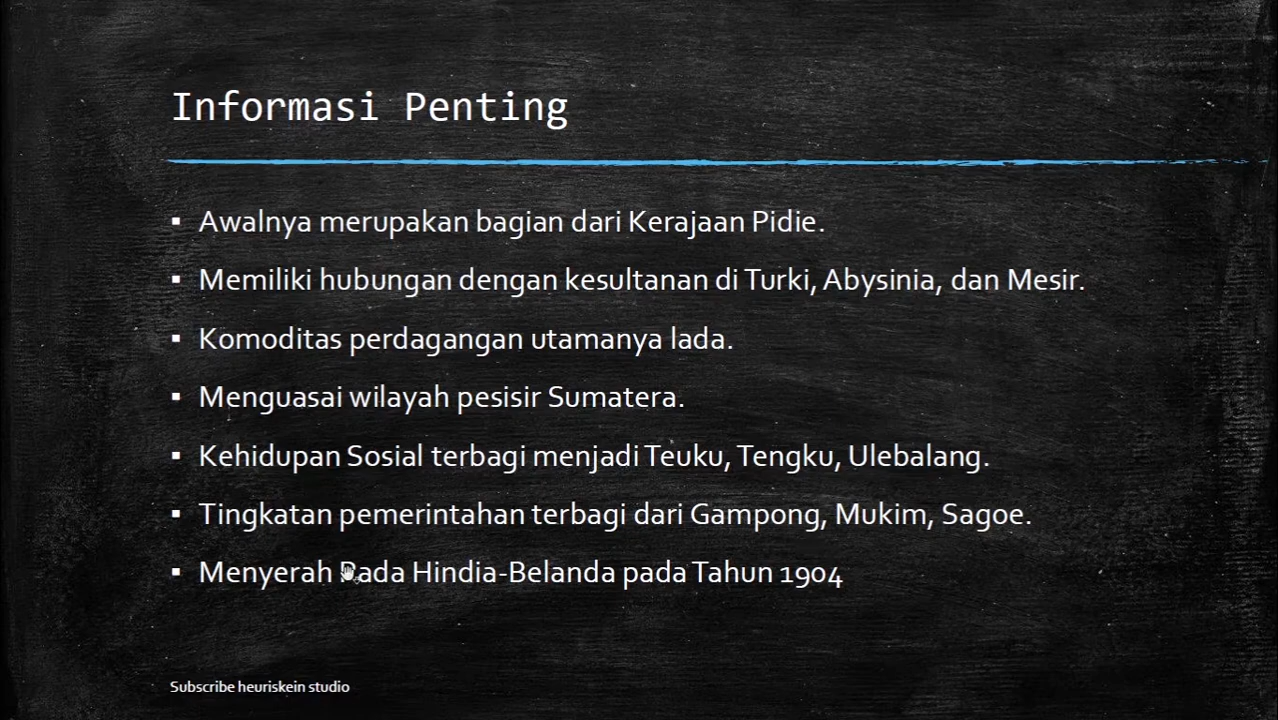 Informasi Penting
▪ Awalnya merupakan bagian dari Kerajaan Pidie.
▪ Memiliki hubungan dengan kesultanan di Turki, Abysinia, dan Mesir.
▪ Komoditas perdagangan utamanya lada.
▪ Menguasai wilayah pesisir Sumatera.
▪ Kehidupan Sosial terbagi menjadi Teuku, Tengku, Ulebalang.
▪ Tingkatan pemerintahan terbagi dari Gampong, Mukim, Sagoe.
▪ Menyerah Pada Hindia-Belanda pada Tahun 1904
Subscribe heuriskein studio